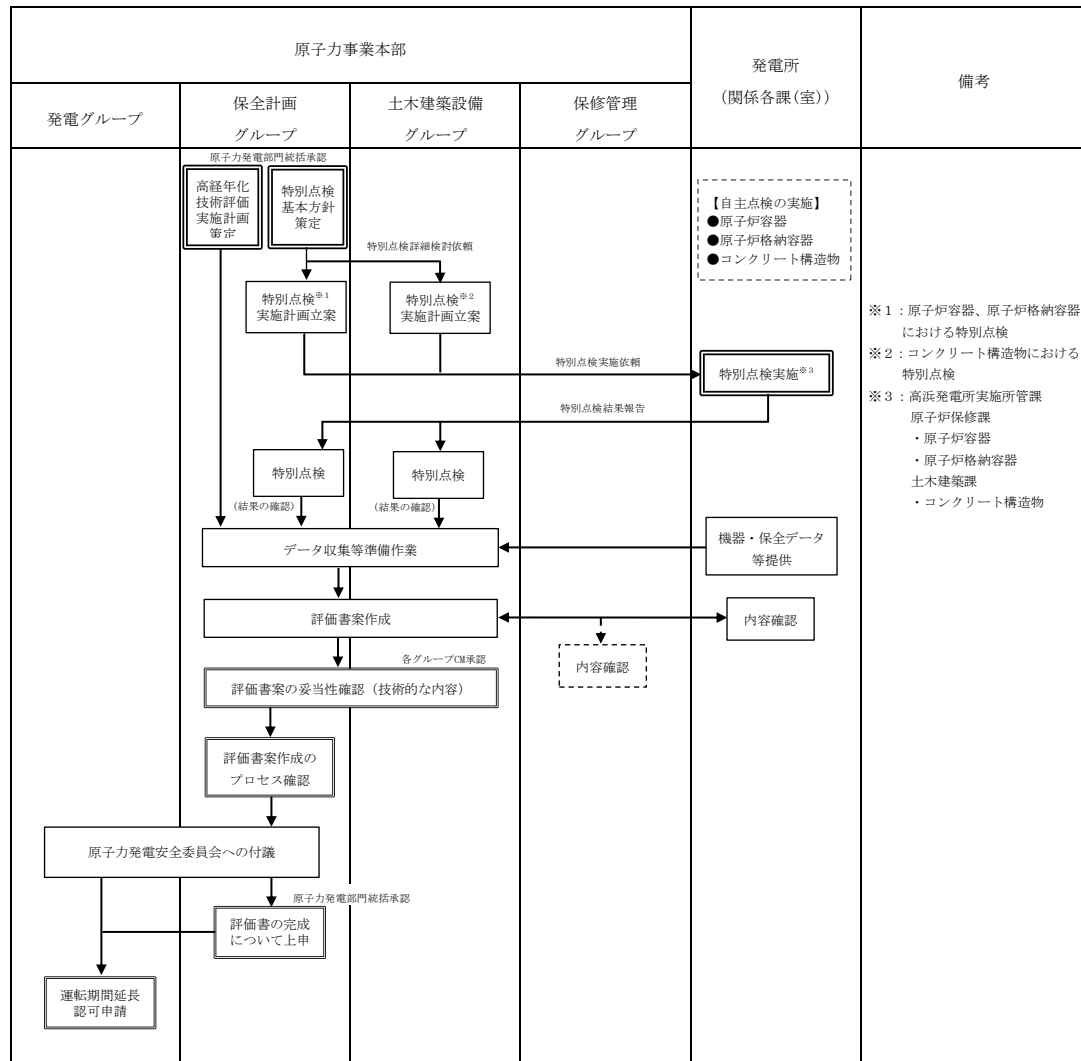 原子力事業本部
発電所
(関係各課(室))
備考
発電グループ
保全計画
グループ
土木建築設備
グループ
保修管理
グループ
原子力発電部門統括承認
高経年化
技術評価
実施計画
策定
特別点検
基本方針
策定
【自主点検の実施】
●原子炉容器
●原子炉格納容器
●コンクリート構造物
特別点検詳細検討依頼
特別点検※1
実施計画立案
特別点検※2
実施計画立案
※1:原子炉容器、原子炉格納容器
における特別点検
※2:コンクリート構造物における
特別点検
※3:高浜発電所実施所管課
原子炉保修課
・原子炉容器
・原子炉格納容器
土木建築課
・コンクリート構造物
特別点検実施依頼
特別点検実施※3
特別点検結果報告
特別点検
特別点検
(結果の確認)
(結果の確認)
データ収集等準備作業
機器・保全データ
等提供
評価書案作成
内容確認
内容確認
各グループCM承認
評価書案の妥当性確認(技術的な内容)
評価書案作成の
プロセス確認
原子力発電安全委員会への付議
原子力発電部門統括承認
評価書の完成
について上申
運転期間延長
認可申請